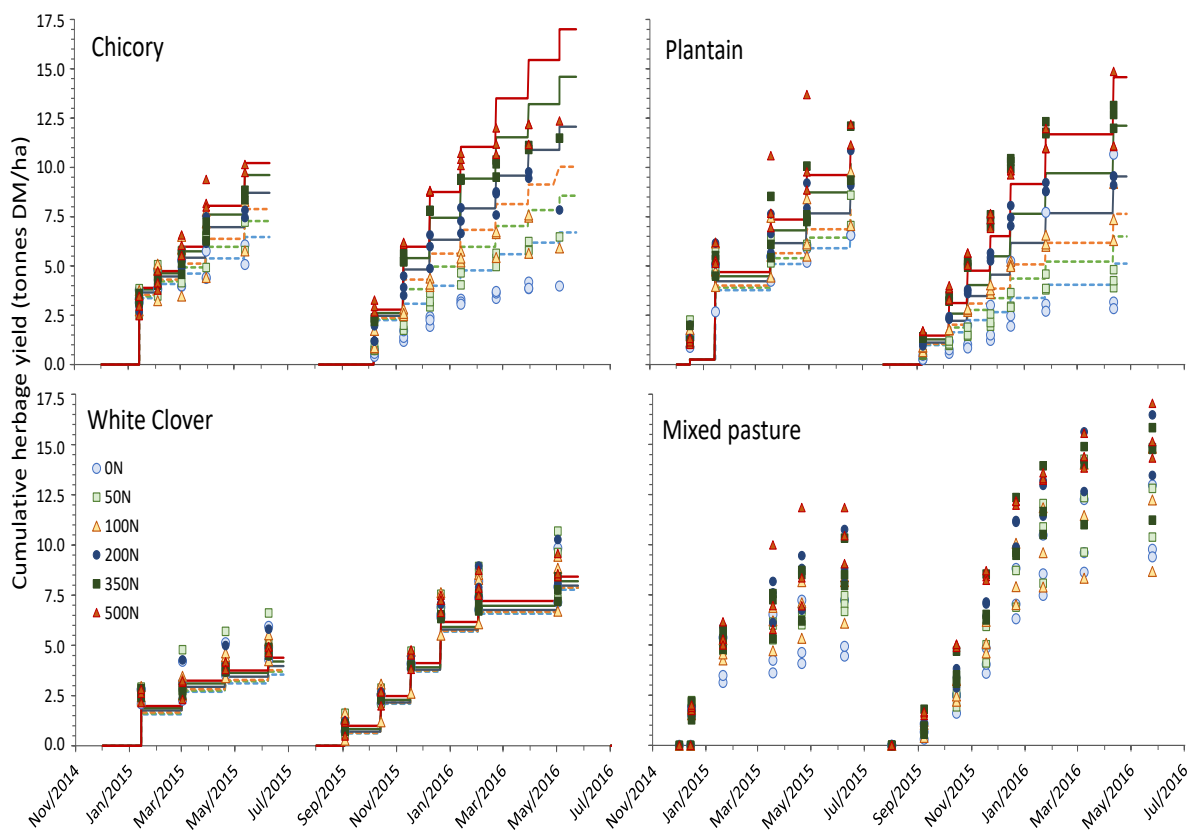 Cumulative herbage yield (tonnes DM/ha)
17.5
15.0
12.5
10.0
7.5
5.0
2.5
0.0
Chicory
Plantain
17.5
15.0
12.5
10.0
7.5
5.0
2.5
0.0
White Clover
0N
50N
100N
200N
350N
500N
Mixed pasture
Nov/2014
Jan/2015
Mar/2015
May/2015
Jul/2015
Sep/2015
Nov/2015
Jan/2016
Mar/2016
May/2016
Jul/2016
Nov/2014
Jan/2015
Mar/2015
May/2015
Jul/2015
Sep/2015
Nov/2015
Jan/2016
Mar/2016
May/2016
Jul/2016